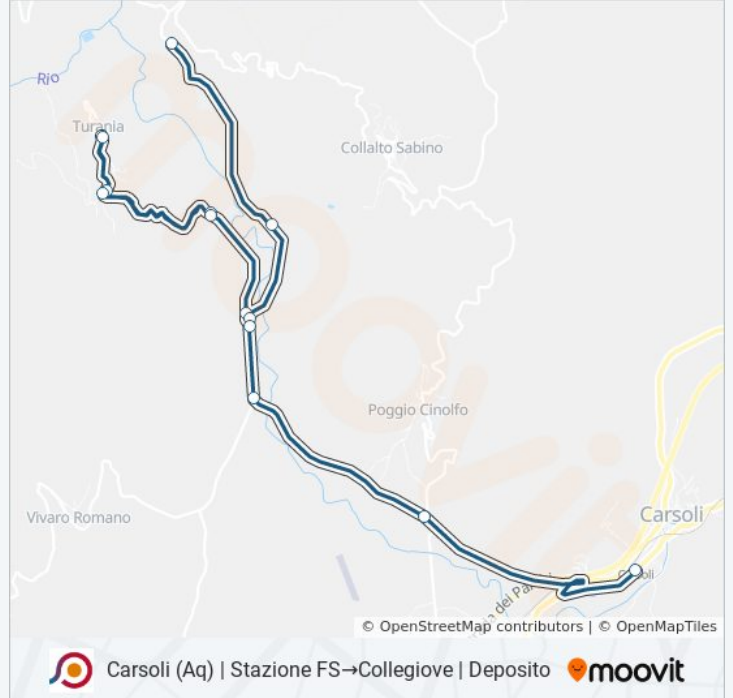 Rio
Turania
Collalto Sabino
Poggio Cinolfo
Vivaro Romano
Carsoli
© OpenStreetMap contributors | © OpenMapTiles
Carsoli (Aq) | Stazione FS→Collegiove | Deposito
moovit